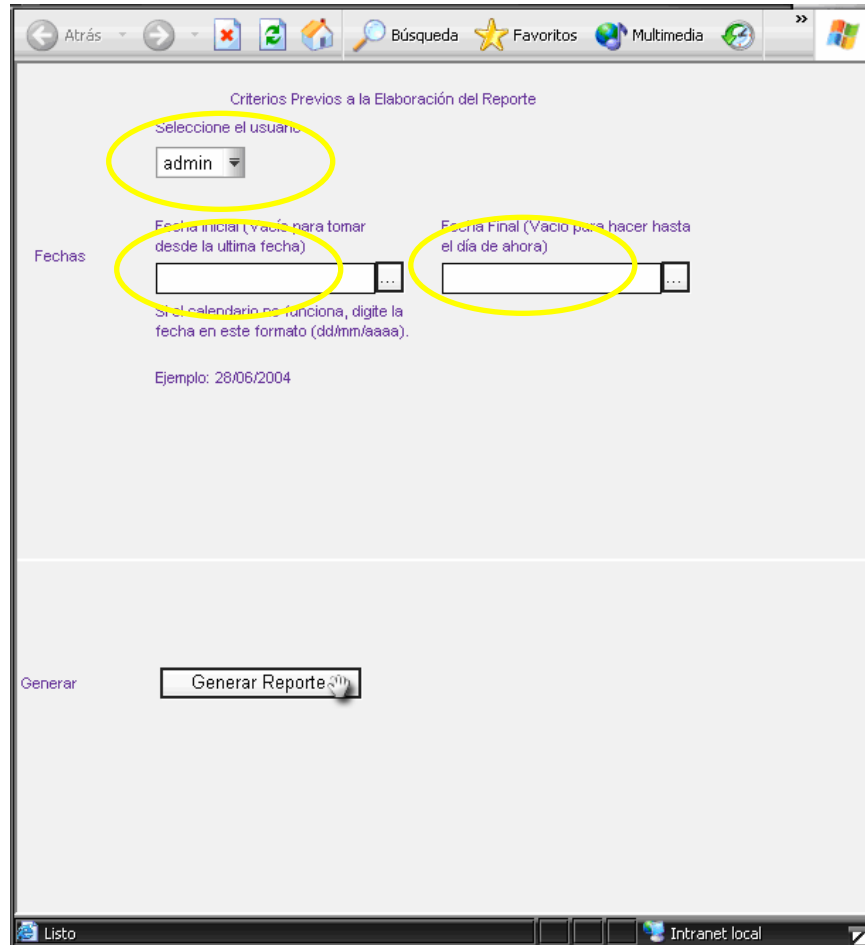 Atrás
Búsqueda
Favoritos
Multimedia
»
Criterios Previos a la Elaboración del Reporte
Seleccione el usuario
admin
Fechas
Fecha Inicial (Vacío para tomar
desde la ultima fecha)
...
Si el calendario no funciona, digite la
fecha en este formato (dd/mm/aaaa).
Ejemplo: 28/06/2004
Fecha Final (Vacio para hacer hasta
el día de ahora)
...
Generar
Generar Reporte
Listo
Intranet local